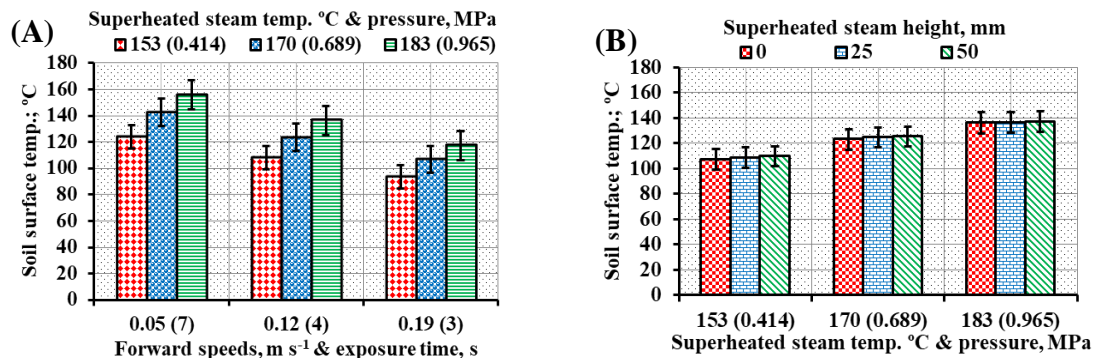 (A)
Superheated steam temp. ºC & pressure, MPa
153 (0.414) 170 (0.689) 183 (0.965)
Soil surface temp.; ºC
180
160
140
120
100
80
60
40
20
0
0.05 (7) 0.12 (4) 0.19 (3)
Forward speeds, m s⁻¹ & exposure time, s
(B)
Superheated steam height, mm
0 25 50
Soil surface temp.; ºC
180
160
140
120
100
80
60
40
20
0
153 (0.414) 170 (0.689) 183 (0.965)
Superheated steam temp. ºC & pressure, MPa